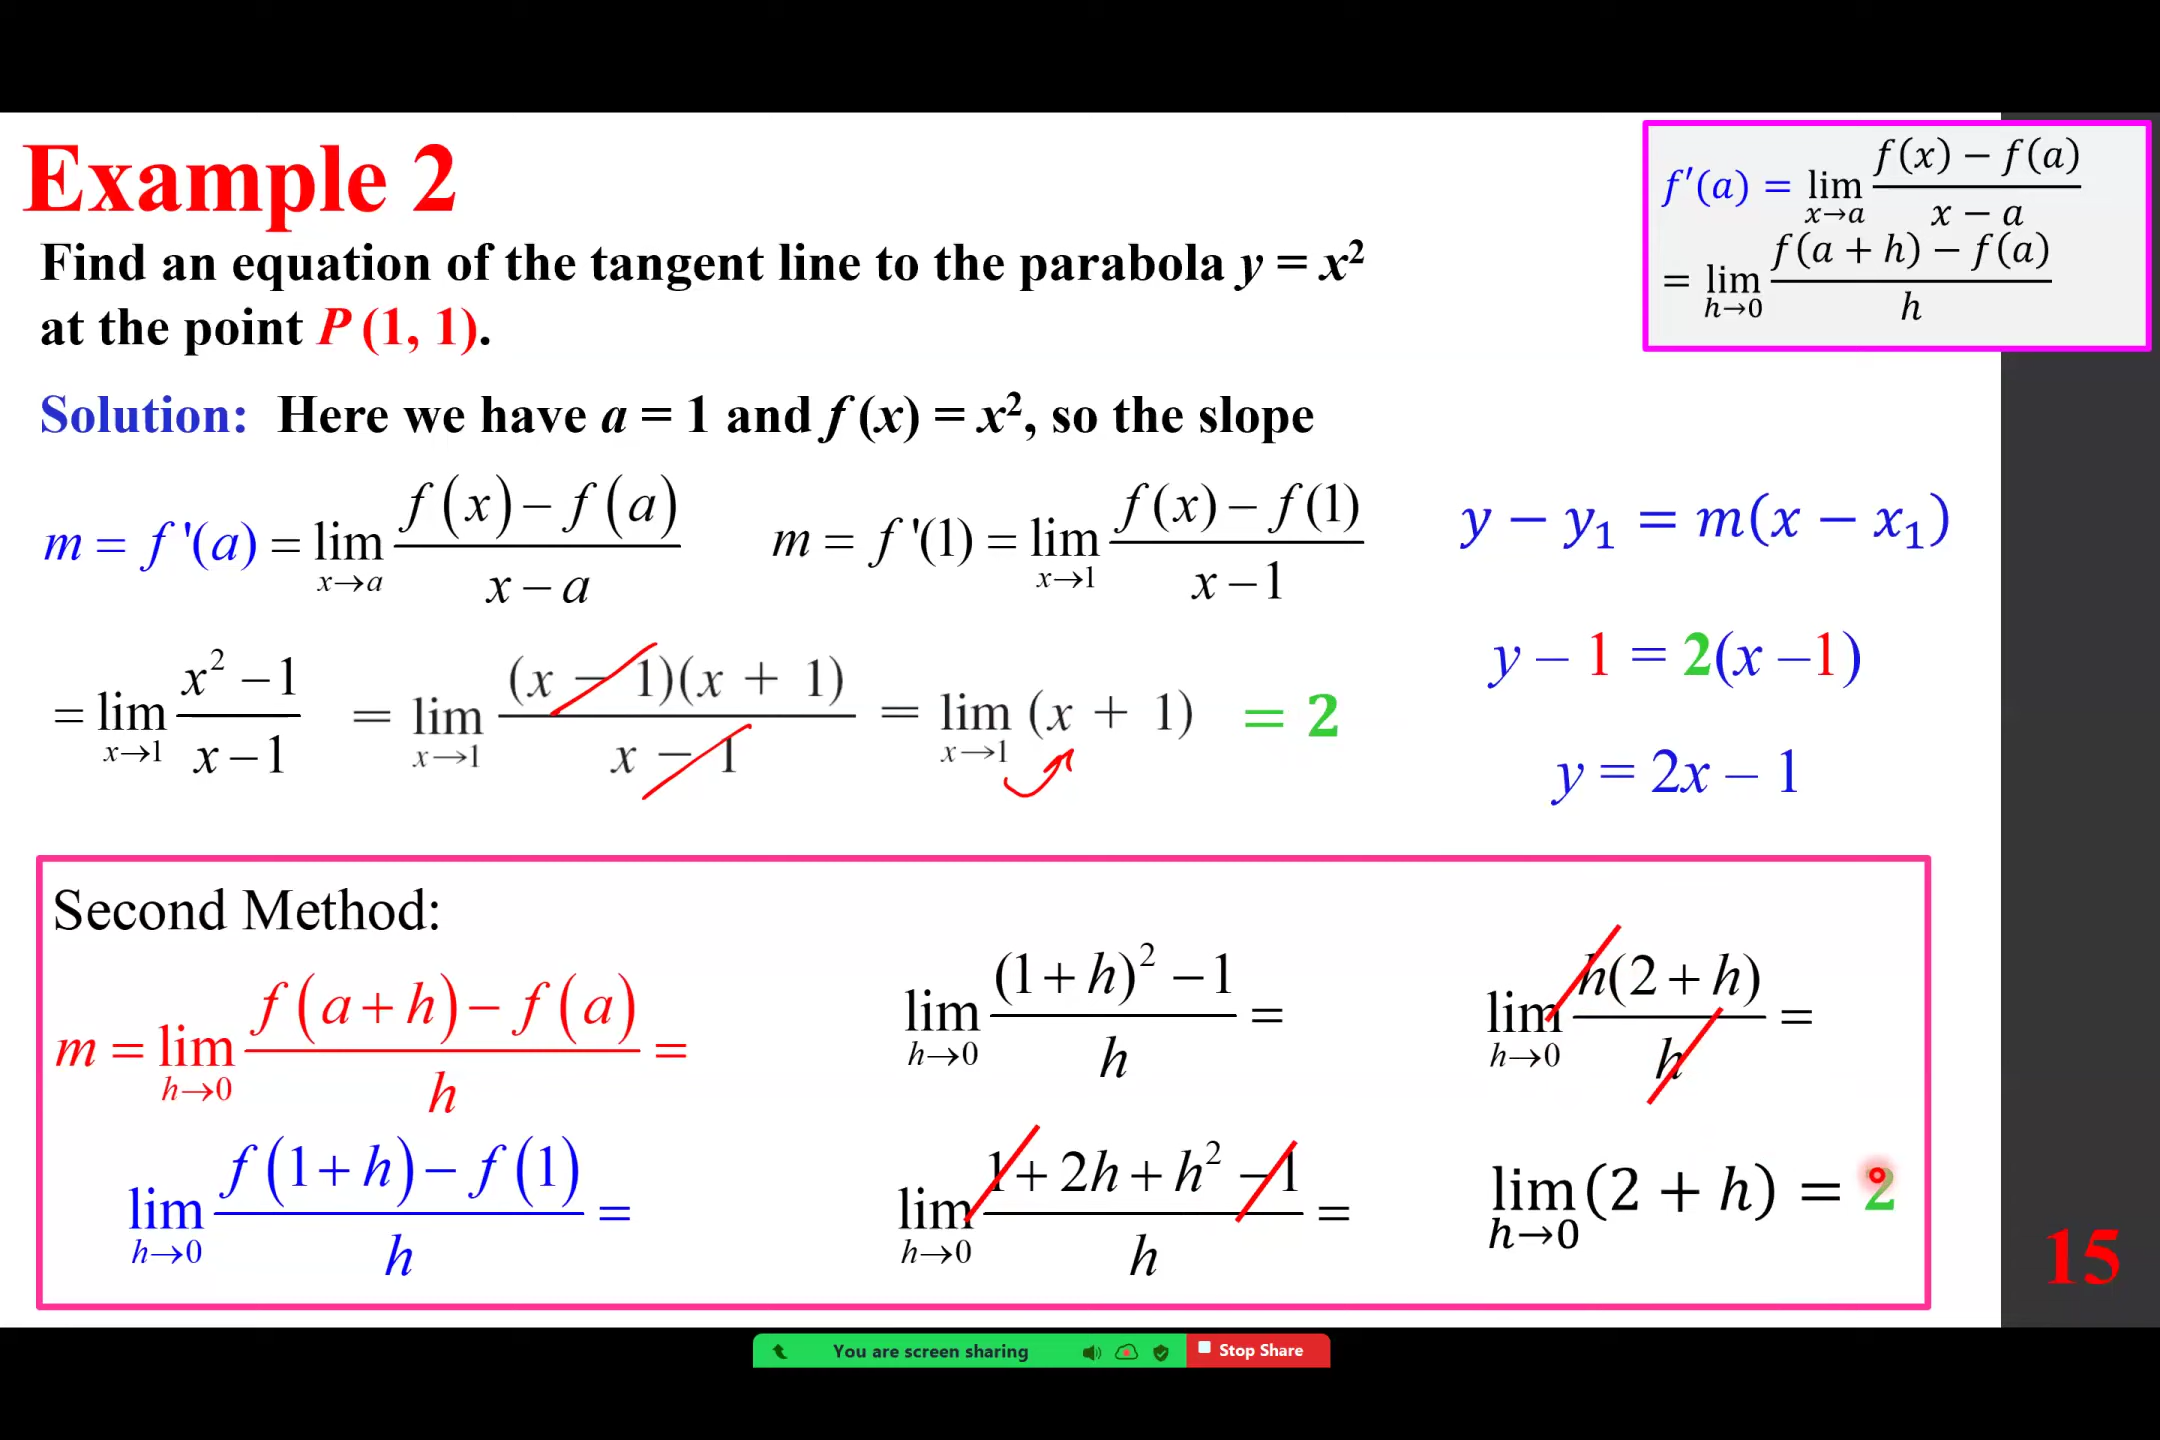 Example 2
f′(a) = lim x→a (f(x) − f(a))/(x − a)
= lim h→0 (f(a + h) − f(a))/h
Find an equation of the tangent line to the parabola y = x²
at the point P (1, 1).
Solution: Here we have a = 1 and f (x) = x², so the slope
m = f '(a) = lim x→a (f(x) − f(a))/(x − a)
m = f '(1) = lim x→1 (f(x) − f(1))/(x − 1)
y − y₁ = m(x − x₁)
= lim x→1 (x² − 1)/(x − 1) = lim x→1 ((x − 1)(x + 1))/(x − 1) = lim x→1 (x + 1) = 2
y – 1 = 2(x –1)
y = 2x – 1
Second Method:
m = lim h→0 (f(a + h) − f(a))/h =
lim h→0 (f(1 + h) − f(1))/h =
lim h→0 ((1 + h)² − 1)/h =
lim h→0 (1 + 2h + h² − 1)/h =
lim h→0 (h(2 + h))/h =
lim h→0 (2 + h) = 2
15
You are screen sharing
Stop Share